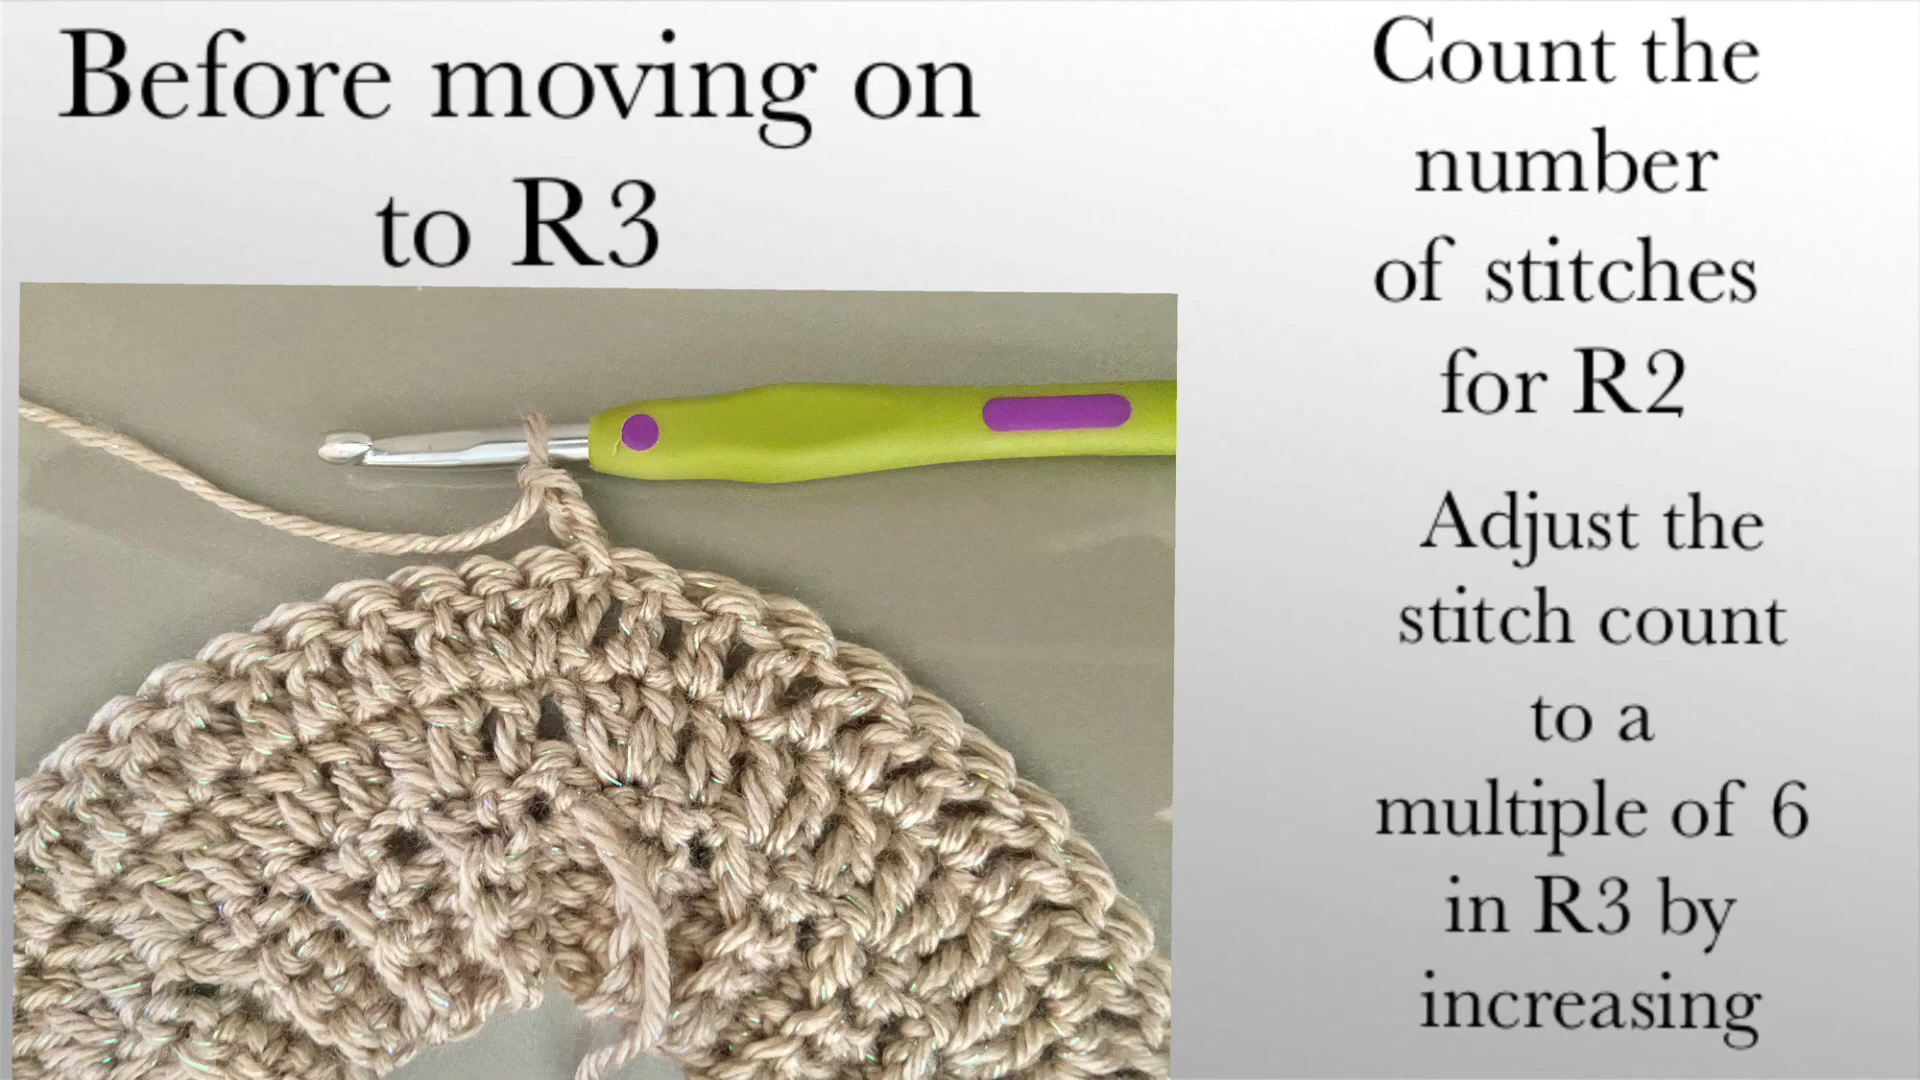 Before moving on
to R3
Count the
number
of stitches
for R2
Adjust the
stitch count
to a
multiple of 6
in R3 by
increasing